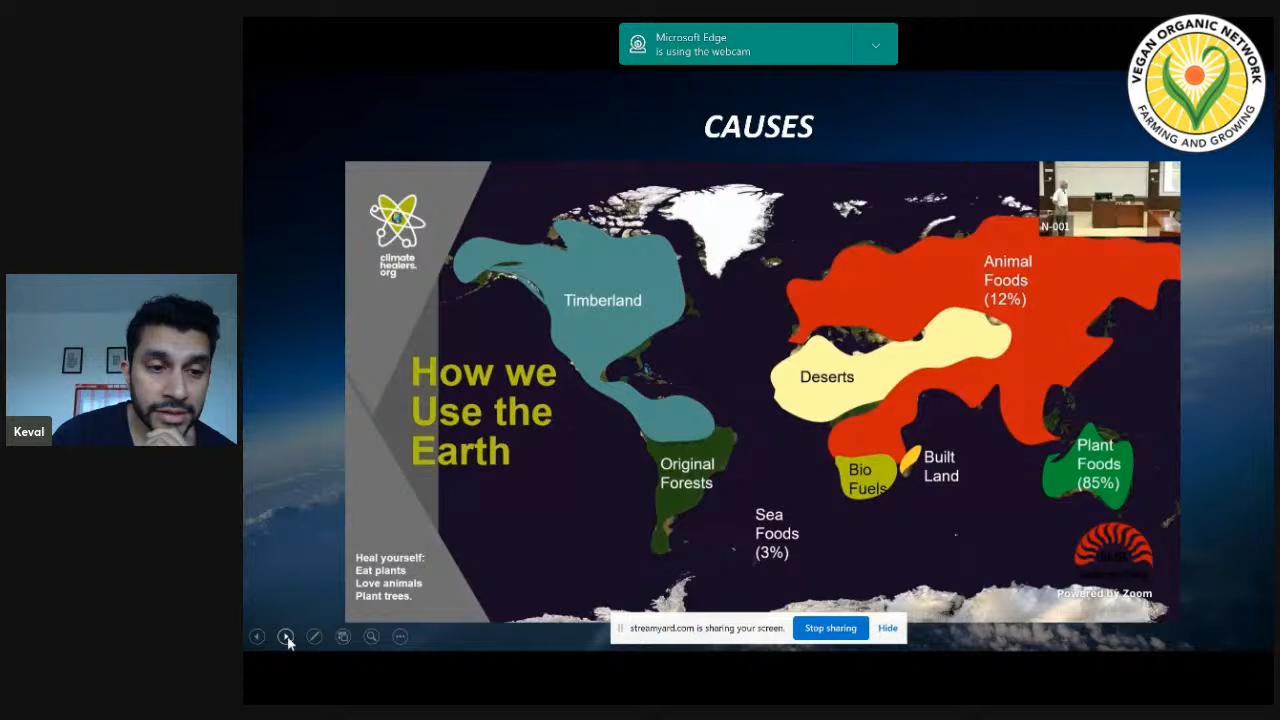 Microsoft Edge
is using the webcam
VEGAN ORGANIC NETWORK
FARMING AND GROWING
CAUSES
climate
healers.
org
N-001
Animal
Foods
(12%)
Timberland
How we
Use the
Earth
Deserts
Keval
Original
Forests
Bio
Fuels
Built
Land
Plant
Foods
(85%)
Sea
Foods
(3%)
Heal yourself:
Eat plants
Love animals
Plant trees.
Powered by Zoom
streamyard.com is sharing your screen.
Stop sharing
Hide